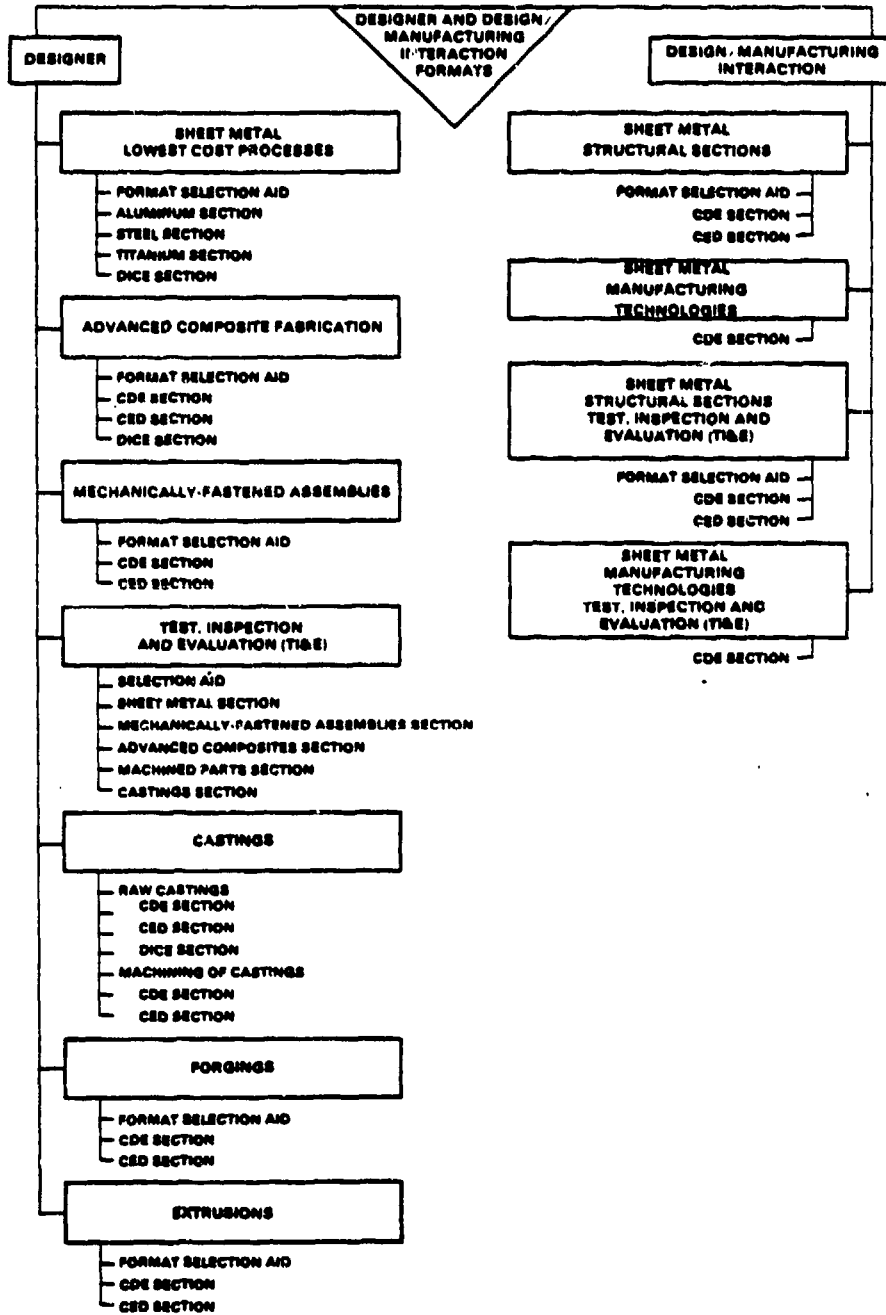 DESIGNER AND DESIGN/
MANUFACTURING
INTERACTION
FORMATS
DESIGNER
SHEET METAL
LOWEST COST PROCESSES
FORMAT SELECTION AID
ALUMINUM SECTION
STEEL SECTION
TITANIUM SECTION
DICE SECTION
ADVANCED COMPOSITE FABRICATION
FORMAT SELECTION AID
CDE SECTION
CED SECTION
DICE SECTION
MECHANICALLY-FASTENED ASSEMBLIES
FORMAT SELECTION AID
CDE SECTION
CED SECTION
TEST, INSPECTION
AND EVALUATION (TI&E)
SELECTION AID
SHEET METAL SECTION
MECHANICALLY-FASTENED ASSEMBLIES SECTION
ADVANCED COMPOSITES SECTION
MACHINED PARTS SECTION
CASTINGS SECTION
CASTINGS
RAW CASTINGS
CDE SECTION
CED SECTION
DICE SECTION
MACHINING OF CASTINGS
CDE SECTION
CED SECTION
FORGINGS
FORMAT SELECTION AID
CDE SECTION
CED SECTION
EXTRUSIONS
FORMAT SELECTION AID
CDE SECTION
CED SECTION
DESIGN/MANUFACTURING
INTERACTION
SHEET METAL
STRUCTURAL SECTIONS
FORMAT SELECTION AID
CDE SECTION
CED SECTION
SHEET METAL
MANUFACTURING
TECHNOLOGIES
CDE SECTION
SHEET METAL
STRUCTURAL SECTIONS
TEST, INSPECTION AND
EVALUATION (TI&E)
FORMAT SELECTION AID
CDE SECTION
CED SECTION
SHEET METAL
MANUFACTURING
TECHNOLOGIES
TEST, INSPECTION AND
EVALUATION (TI&E)
CDE SECTION